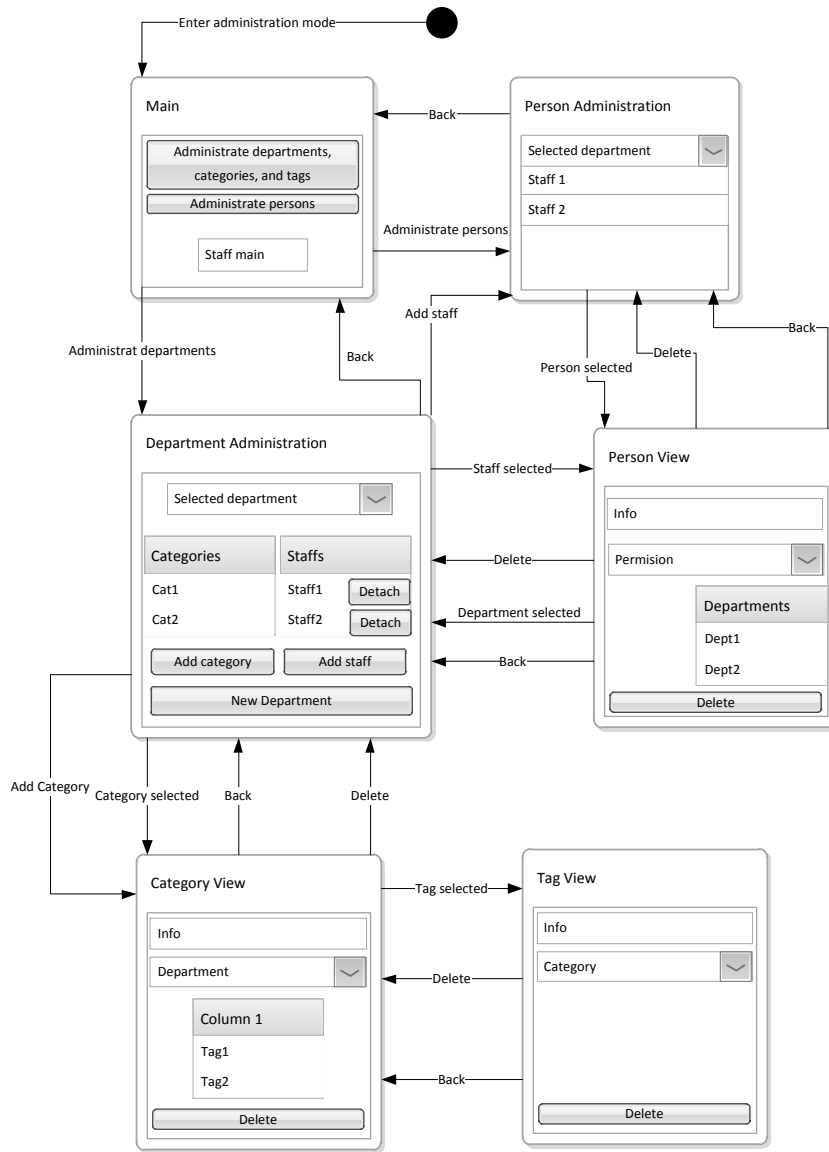 Enter administration mode
Main
Administrate departments,
categories, and tags
Administrate persons
Staff main
Back
Administrate persons
Person Administration
Selected department
Staff 1
Staff 2
Administrat departments
Back
Add staff
Person selected
Delete
Back
Department Administration
Selected department
Categories
Staffs
Cat1
Staff1
Detach
Cat2
Staff2
Detach
Add category
Add staff
New Department
Staff selected
Delete
Department selected
Back
Person View
Info
Permision
Departments
Dept1
Dept2
Delete
Add Category
Category selected
Back
Delete
Category View
Info
Department
Column 1
Tag1
Tag2
Delete
Tag selected
Delete
Back
Tag View
Info
Category
Delete